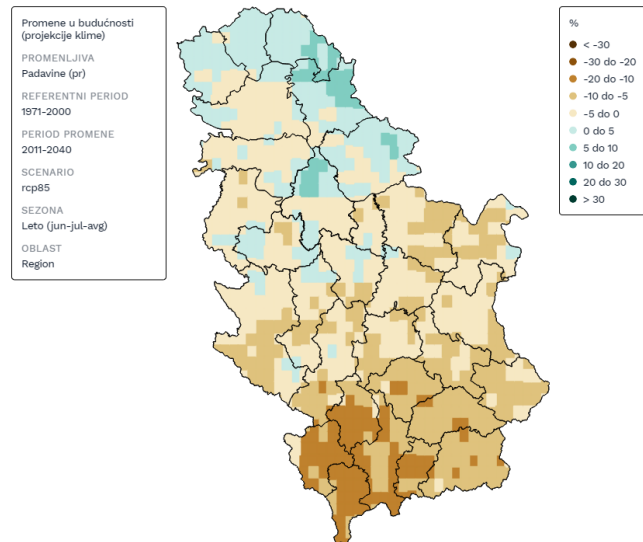 Promene u budućnosti
(projekcije klime)
PROMENLJIVA
Padavine (pr)
REFERENTNI PERIOD
1971-2000
PERIOD PROMENE
2011-2040
SCENARIO
rcp85
SEZONA
Leto (jun-jul-avg)
OBLAST
Region
%
< -30
-30 do -20
-20 do -10
-10 do -5
-5 do 0
0 do 5
5 do 10
10 do 20
20 do 30
> 30